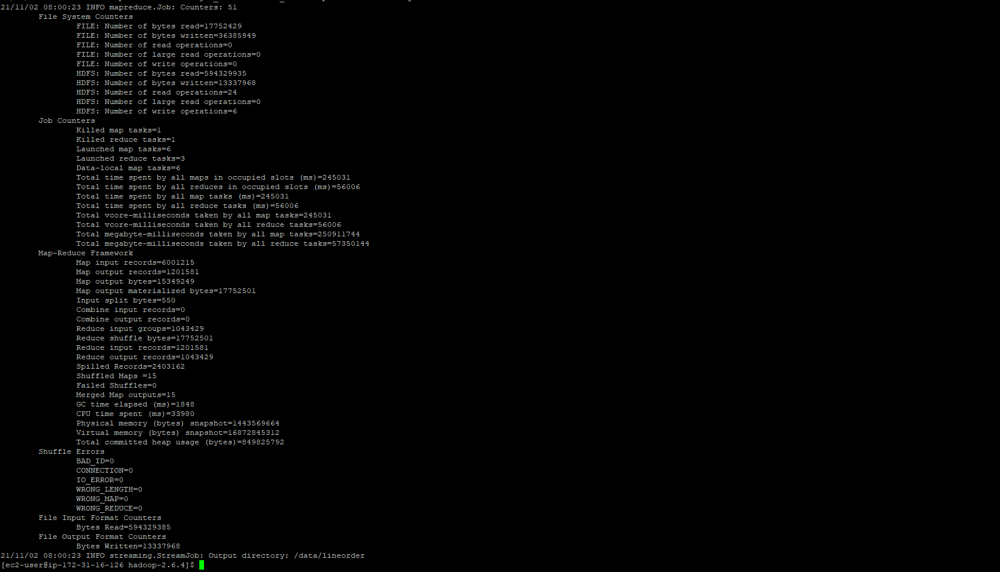 21/11/02 08:00:23 INFO mapreduce.Job: Counters: 51
File System Counters
FILE: Number of bytes read=17752429
FILE: Number of bytes written=36385949
FILE: Number of read operations=0
FILE: Number of large read operations=0
FILE: Number of write operations=0
HDFS: Number of bytes read=594329935
HDFS: Number of bytes written=13337968
HDFS: Number of read operations=24
HDFS: Number of large read operations=0
HDFS: Number of write operations=6
Job Counters
Killed map tasks=1
Killed reduce tasks=1
Launched map tasks=6
Launched reduce tasks=3
Data-local map tasks=6
Total time spent by all maps in occupied slots (ms)=245031
Total time spent by all reduces in occupied slots (ms)=56006
Total time spent by all map tasks (ms)=245031
Total time spent by all reduce tasks (ms)=56006
Total vcore-milliseconds taken by all map tasks=245031
Total vcore-milliseconds taken by all reduce tasks=56006
Total megabyte-milliseconds taken by all map tasks=250911744
Total megabyte-milliseconds taken by all reduce tasks=57350144
Map-Reduce Framework
Map input records=6001215
Map output records=1201581
Map output bytes=15349249
Map output materialized bytes=17752501
Input split bytes=550
Combine input records=0
Combine output records=0
Reduce input groups=1043429
Reduce shuffle bytes=17752501
Reduce input records=1201581
Reduce output records=1043429
Spilled Records=2403162
Shuffled Maps =15
Failed Shuffles=0
Merged Map outputs=15
GC time elapsed (ms)=1848
CPU time spent (ms)=33980
Physical memory (bytes) snapshot=1443569664
Virtual memory (bytes) snapshot=16872845312
Total committed heap usage (bytes)=849825792
Shuffle Errors
BAD_ID=0
CONNECTION=0
IO_ERROR=0
WRONG_LENGTH=0
WRONG_MAP=0
WRONG_REDUCE=0
File Input Format Counters
Bytes Read=594329385
File Output Format Counters
Bytes Written=13337968
21/11/02 08:00:23 INFO streaming.StreamJob: Output directory: /data/lineorder
[ec2-user@ip-172-31-16-126 hadoop-2.6.4]$